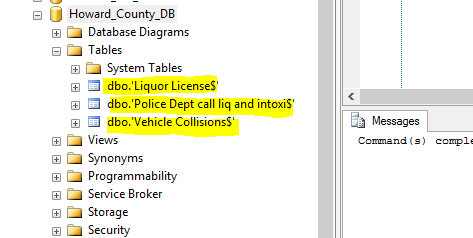 Howard_County_DB
Database Diagrams
Tables
System Tables
dbo.'Liquor License$'
dbo.'Police Dept call liq and intoxi$'
dbo.'Vehicle Collisions$'
Views
Synonyms
Programmability
Service Broker
Storage
Security
Messages
Command(s) comple